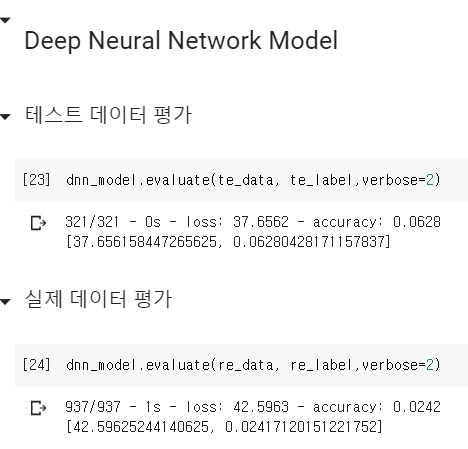 Deep Neural Network Model
테스트 데이터 평가
[23] dnn_model.evaluate(te_data, te_label,verbose=2)
321/321 - 0s - loss: 37.6562 - accuracy: 0.0628
[37.656158447265625, 0.06280428171157837]
실제 데이터 평가
[24] dnn_model.evaluate(re_data, re_label,verbose=2)
937/937 - 1s - loss: 42.5963 - accuracy: 0.0242
[42.59625244140625, 0.02417120151221752]